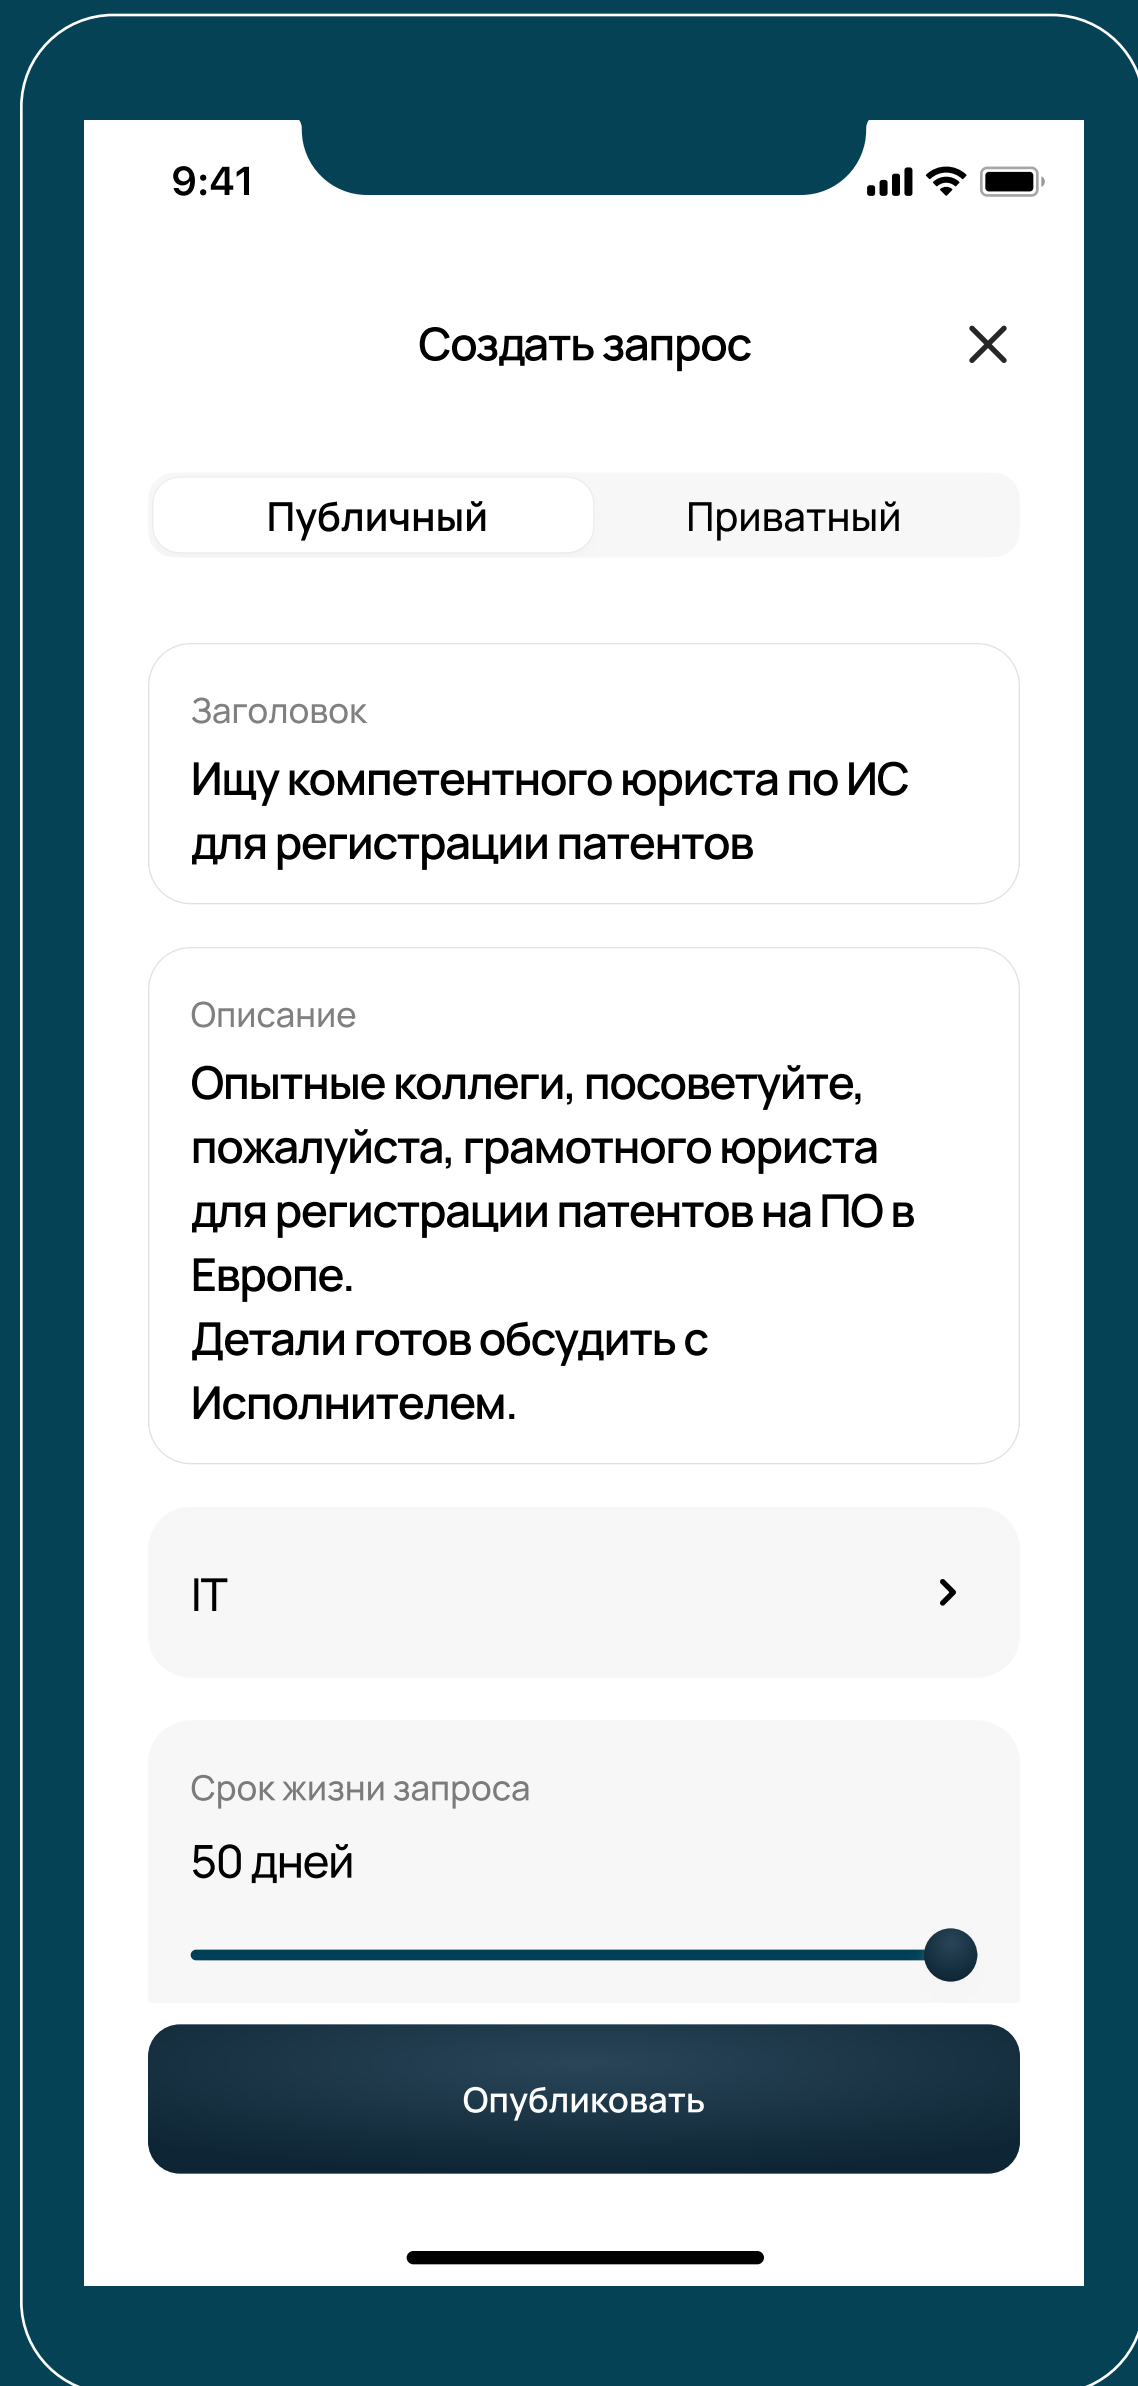 9:41
Создать запрос
Публичный
Приватный
Заголовок
Ищу компетентного юриста по ИС
для регистрации патентов
Описание
Опытные коллеги, посоветуйте,
пожалуйста, грамотного юриста
для регистрации патентов на ПО в
Европе.
Детали готов обсудить с
Исполнителем.
IT
Срок жизни запроса
50 дней
Опубликовать